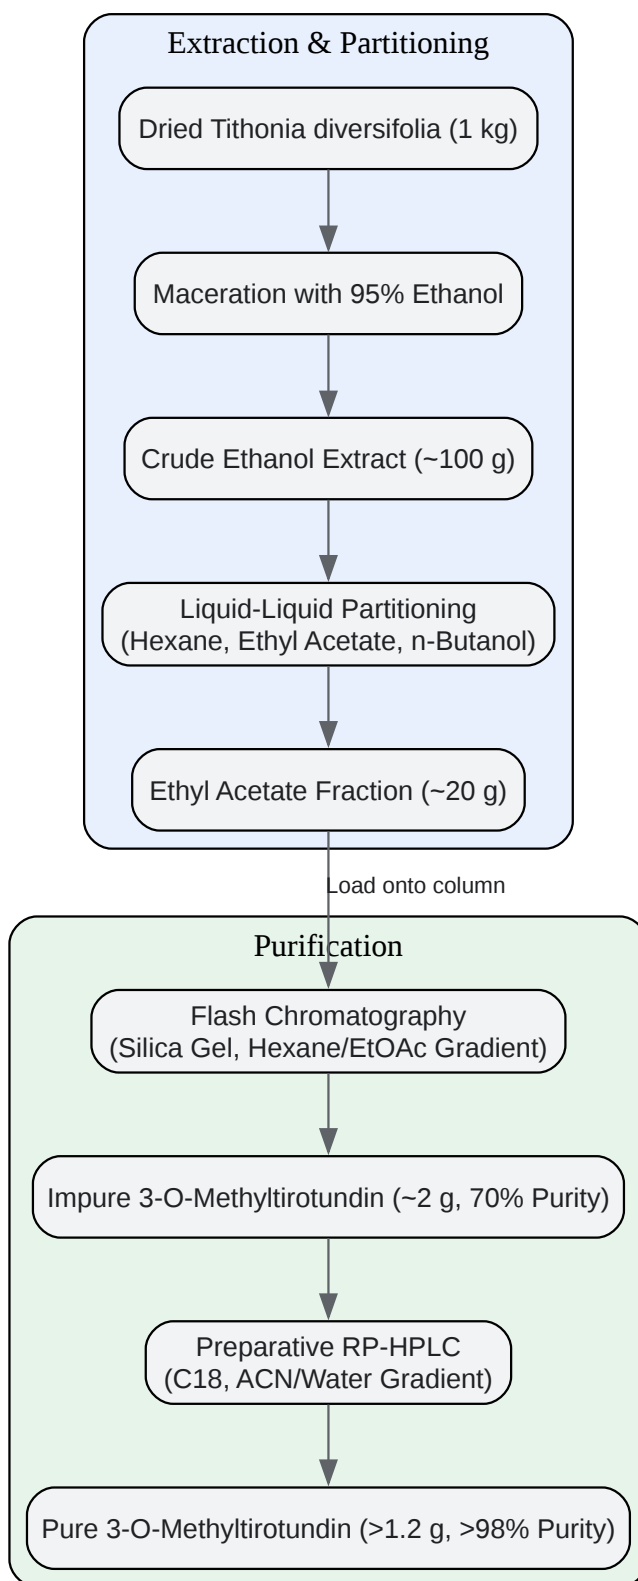 Extraction & Partitioning
Dried Tithonia diversifolia (1 kg)
Maceration with 95% Ethanol
Crude Ethanol Extract (~100 g)
Liquid-Liquid Partitioning
(Hexane, Ethyl Acetate, n-Butanol)
Ethyl Acetate Fraction (~20 g)
Load onto column
Purification
Flash Chromatography
(Silica Gel, Hexane/EtOAc Gradient)
Impure 3-O-Methyltirotundin (~2 g, 70% Purity)
Preparative RP-HPLC
(C18, ACN/Water Gradient)
Pure 3-O-Methyltirotundin (>1.2 g, >98% Purity)